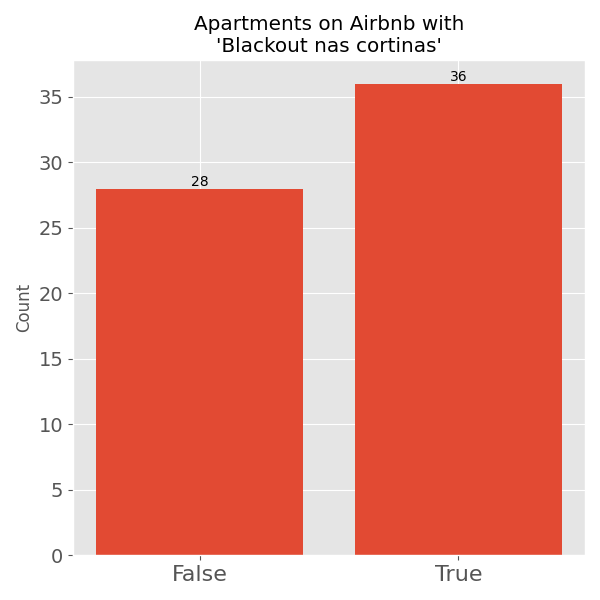 Apartments on Airbnb with
'Blackout nas cortinas'
36
35
30
28
25
20
Count
15
10
5
0
False True